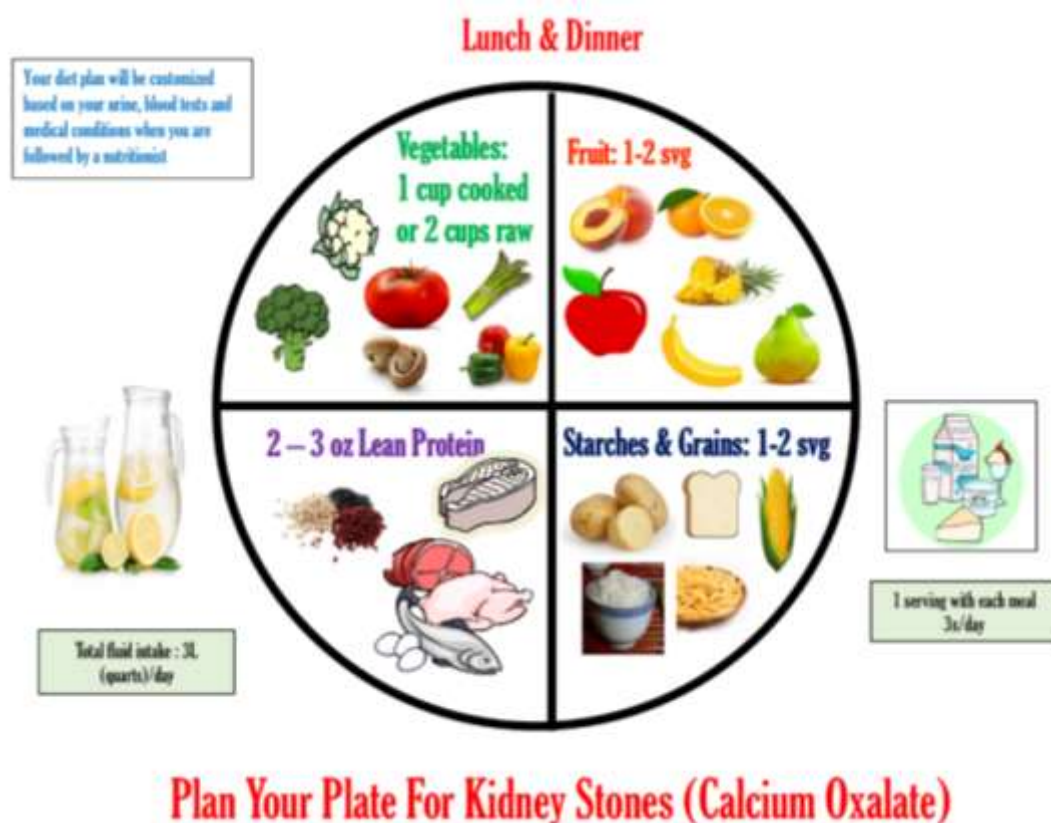 Lunch & Dinner
Your diet plan will be customized
based on your urine, blood tests and
medical conditions when you are
followed by a nutritionist
Vegetables:
1 cup cooked
or 2 cups raw
Fruit: 1-2 svg
2 – 3 oz Lean Protein
Starches & Grains: 1-2 svg
Total fluid intake : 3L
(quarts)/day
1 serving with each meal
3x/day
Plan Your Plate For Kidney Stones (Calcium Oxalate)